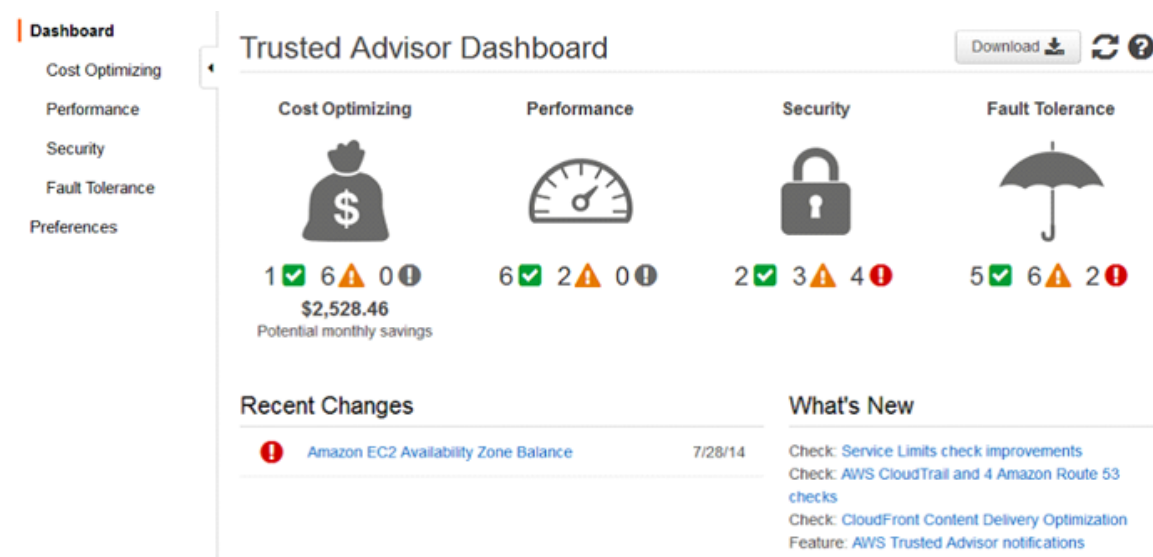 Dashboard
Cost Optimizing
Performance
Security
Fault Tolerance
Preferences
Trusted Advisor Dashboard
Download
Cost Optimizing
$
1 6 0
$2,528.46
Potential monthly savings
Performance
6 2 0
Security
2 3 4
Fault Tolerance
5 6 2
Recent Changes
Amazon EC2 Availability Zone Balance 7/28/14
What's New
Check: Service Limits check improvements
Check: AWS CloudTrail and 4 Amazon Route 53
checks
Check: CloudFront Content Delivery Optimization
Feature: AWS Trusted Advisor notifications